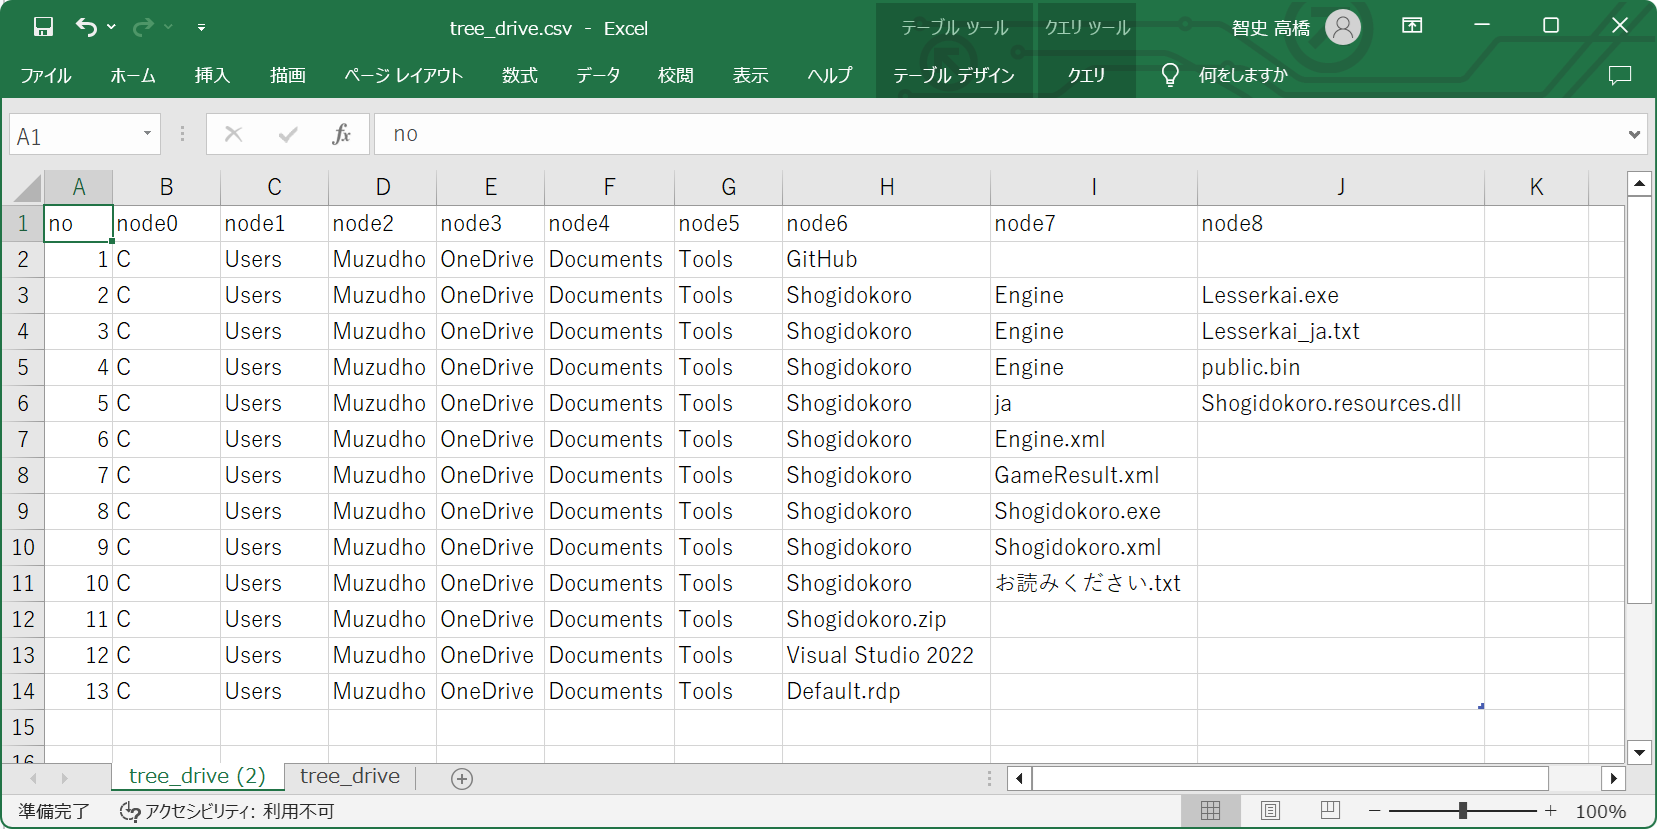 tree_drive.csv - Excel
テーブル ツール クエリ ツール
智史 高橋
ファイル ホーム 挿入 描画 ページ レイアウト 数式 データ 校閲 表示 ヘルプ テーブル デザイン クエリ 何をしますか
A1 fx no
A B C D E F G H I J K
1 no node0 node1 node2 node3 node4 node5 node6 node7 node8
2 1 C Users Muzudho OneDrive Documents Tools GitHub
3 2 C Users Muzudho OneDrive Documents Tools Shogidokoro Engine Lesserkai.exe
4 3 C Users Muzudho OneDrive Documents Tools Shogidokoro Engine Lesserkai_ja.txt
5 4 C Users Muzudho OneDrive Documents Tools Shogidokoro Engine public.bin
6 5 C Users Muzudho OneDrive Documents Tools Shogidokoro ja Shogidokoro.resources.dll
7 6 C Users Muzudho OneDrive Documents Tools Shogidokoro Engine.xml
8 7 C Users Muzudho OneDrive Documents Tools Shogidokoro GameResult.xml
9 8 C Users Muzudho OneDrive Documents Tools Shogidokoro Shogidokoro.exe
10 9 C Users Muzudho OneDrive Documents Tools Shogidokoro Shogidokoro.xml
11 10 C Users Muzudho OneDrive Documents Tools Shogidokoro お読みください.txt
12 11 C Users Muzudho OneDrive Documents Tools Shogidokoro.zip
13 12 C Users Muzudho OneDrive Documents Tools Visual Studio 2022
14 13 C Users Muzudho OneDrive Documents Tools Default.rdp
15
16
tree_drive (2) tree_drive
準備完了 アクセシビリティ: 利用不可 100%